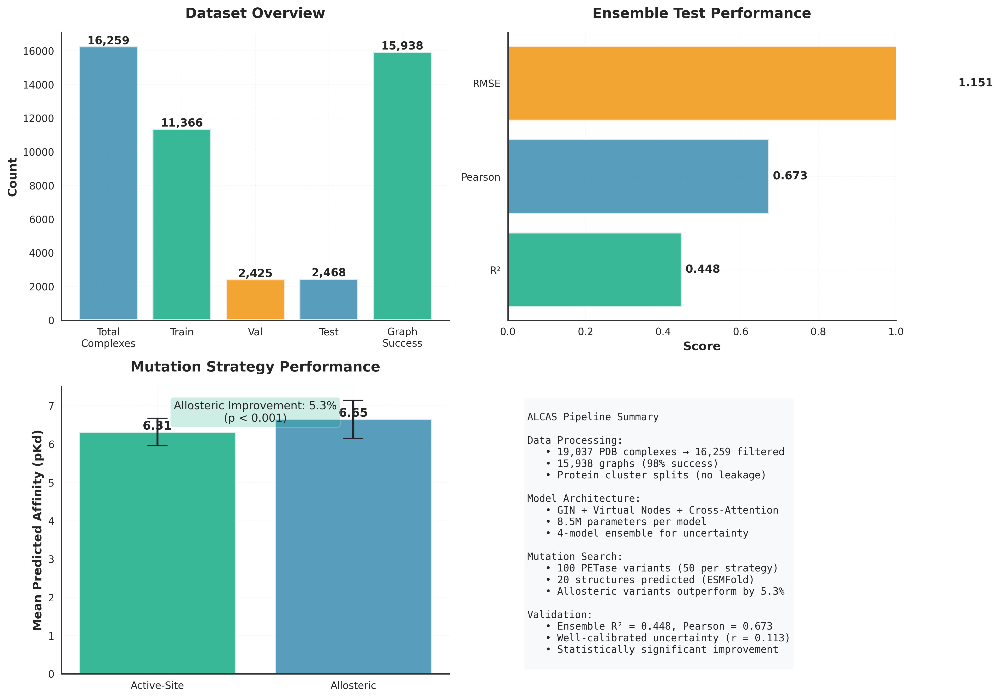 Dataset Overview
Count
16000
14000
12000
10000
8000
6000
4000
2000
0
16,259
11,366
2,425
2,468
15,938
Total
Complexes
Train
Val
Test
Graph
Success
Ensemble Test Performance
RMSE
Pearson
R²
1.151
0.673
0.448
0.0
0.2
0.4
0.6
0.8
1.0
Score
Mutation Strategy Performance
Mean Predicted Affinity (pKd)
7
6
5
4
3
2
1
0
Allosteric Improvement: 5.3%
(p < 0.001)
6.31
6.65
Active-Site
Allosteric
ALCAS Pipeline Summary
Data Processing:
• 19,037 PDB complexes → 16,259 filtered
• 15,938 graphs (98% success)
• Protein cluster splits (no leakage)
Model Architecture:
• GIN + Virtual Nodes + Cross-Attention
• 8.5M parameters per model
• 4-model ensemble for uncertainty
Mutation Search:
• 100 PETase variants (50 per strategy)
• 20 structures predicted (ESMFold)
• Allosteric variants outperform by 5.3%
Validation:
• Ensemble R² = 0.448, Pearson = 0.673
• Well-calibrated uncertainty (r = 0.113)
• Statistically significant improvement